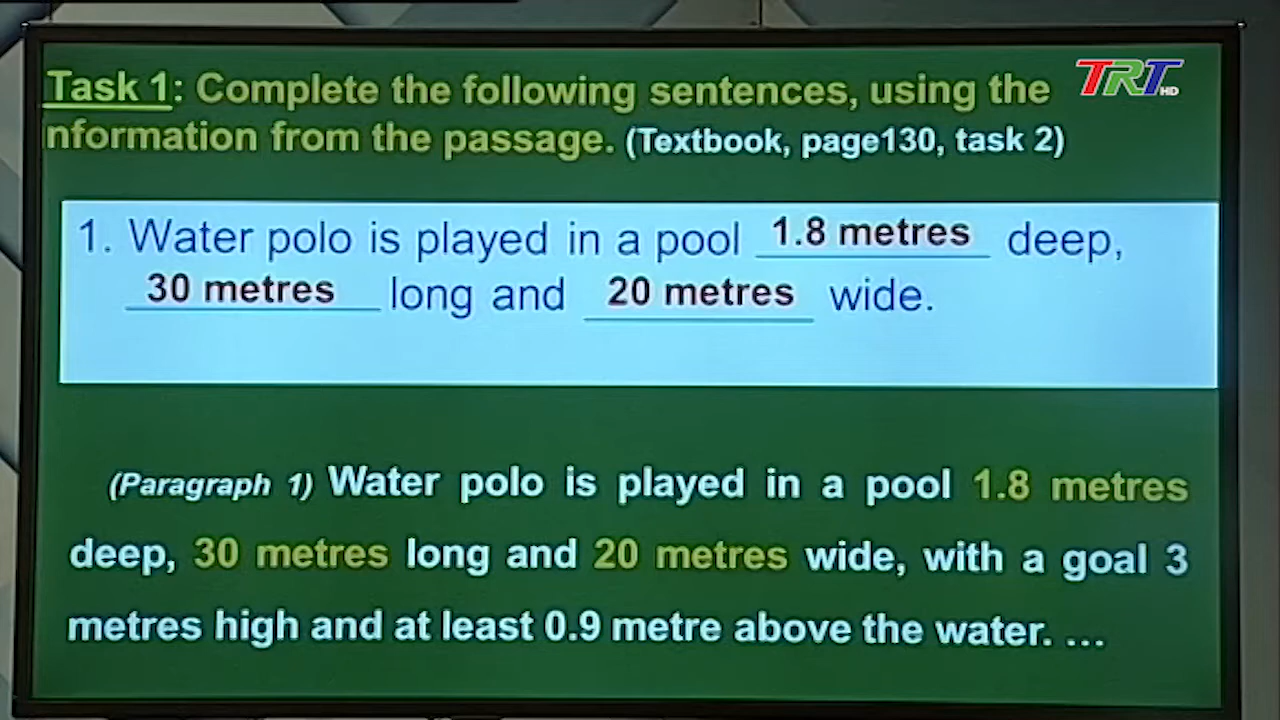 Task 1: Complete the following sentences, using the
nformation from the passage. (Textbook, page130, task 2)
TRT HD
1. Water polo is played in a pool 1.8 metres deep,
30 metres long and 20 metres wide.
(Paragraph 1) Water polo is played in a pool 1.8 metres
deep, 30 metres long and 20 metres wide, with a goal 3
metres high and at least 0.9 metre above the water. ...